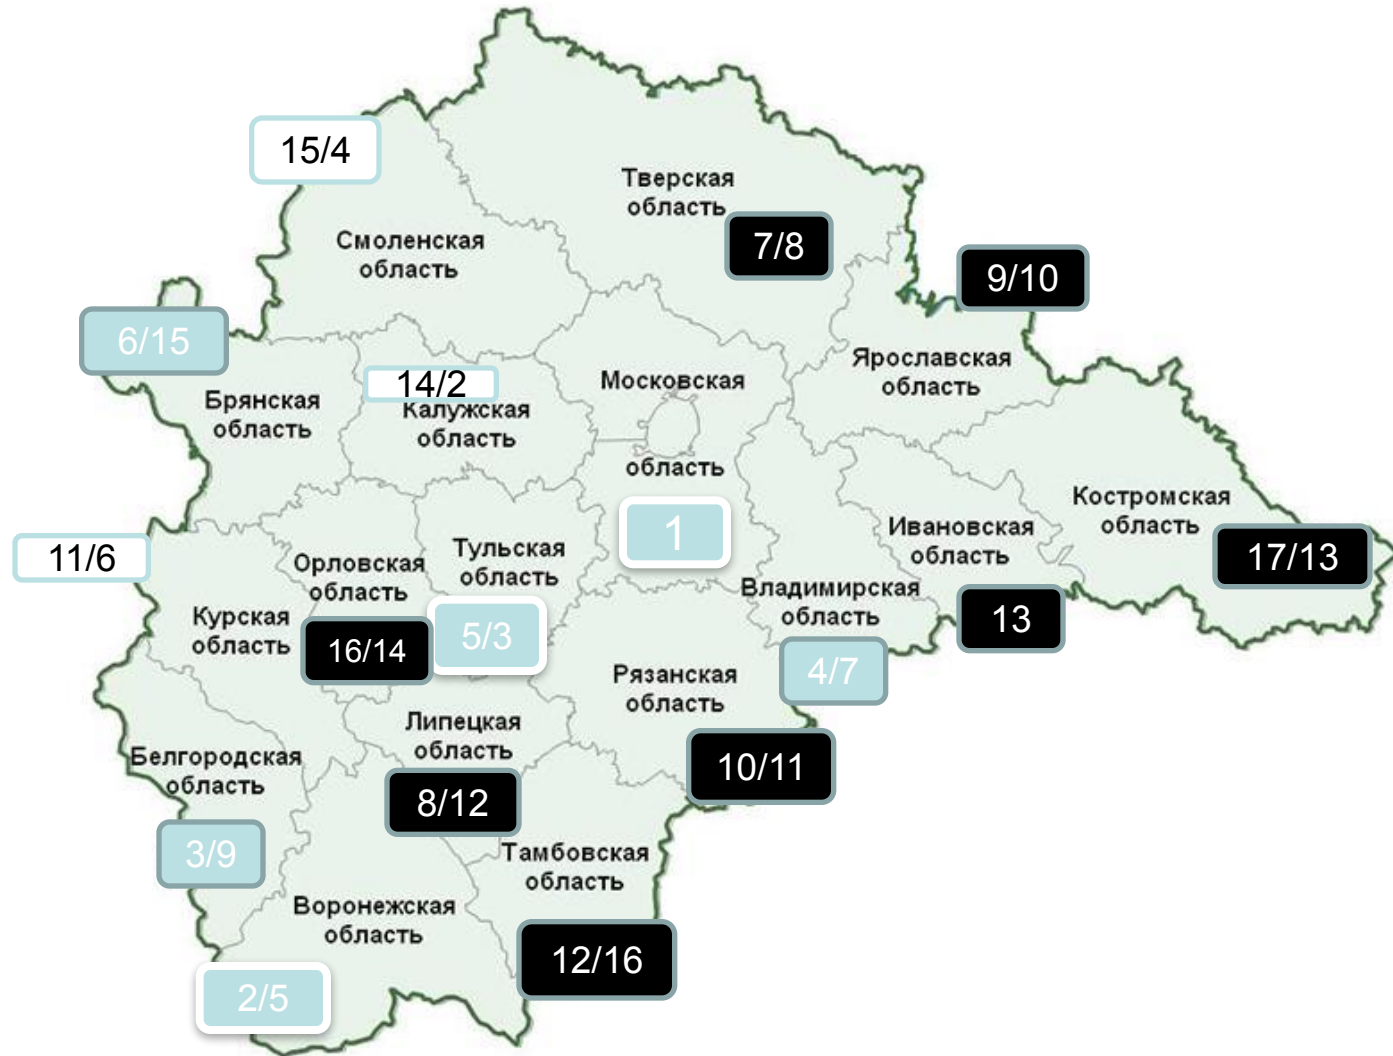 15/4
Тверская
область
7/8
Смоленская
область
9/10
6/15
Ярославская
область
14/2
Московская
Брянская
область
Калужская
область
область
Костромская
область
1
Ивановская
область
17/13
11/6
Орловская
область
Тульская
область
Владимирская
область
13
Курская
область
16/14
5/3
4/7
Рязанская
область
Липецкая
область
10/11
Белгородская
область
8/12
3/9
Тамбовская
область
Воронежская
область
12/16
2/5